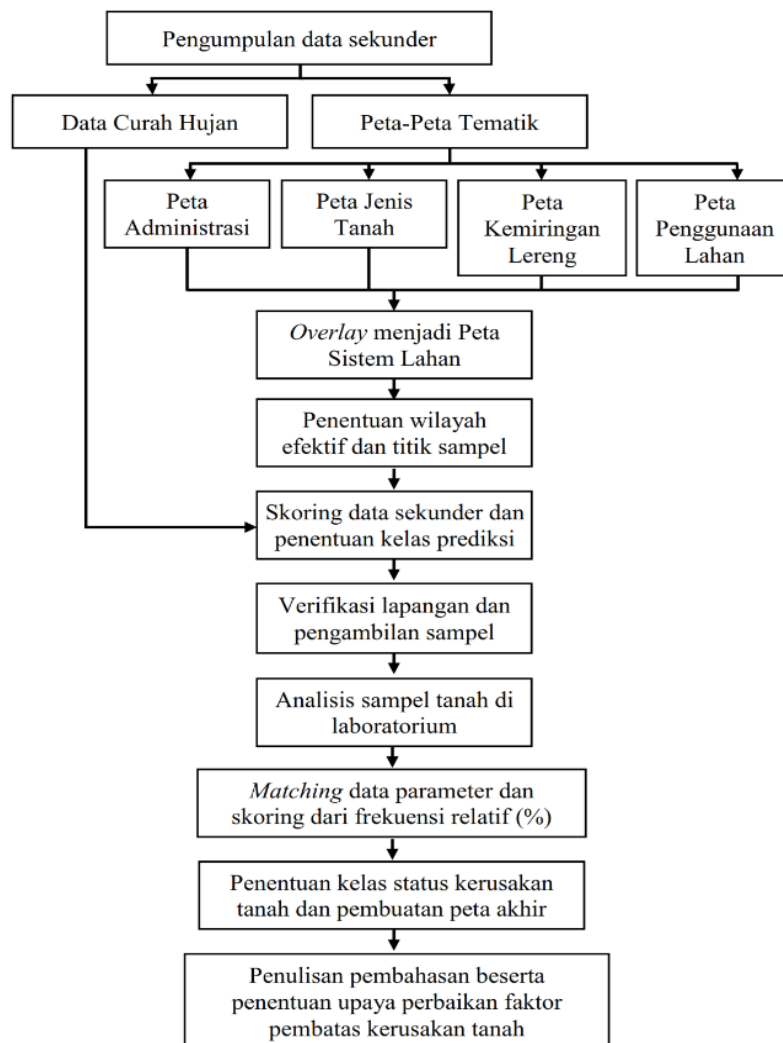 Pengumpulan data sekunder
Data Curah Hujan
Peta-Peta Tematik
Peta
Administrasi
Peta Jenis
Tanah
Peta
Kemiringan
Lereng
Peta
Penggunaan
Lahan
Overlay menjadi Peta
Sistem Lahan
Penentuan wilayah
efektif dan titik sampel
Skoring data sekunder dan
penentuan kelas prediksi
Verifikasi lapangan dan
pengambilan sampel
Analisis sampel tanah di
laboratorium
Matching data parameter dan
skoring dari frekuensi relatif (%)
Penentuan kelas status kerusakan
tanah dan pembuatan peta akhir
Penulisan pembahasan beserta
penentuan upaya perbaikan faktor
pembatas kerusakan tanah